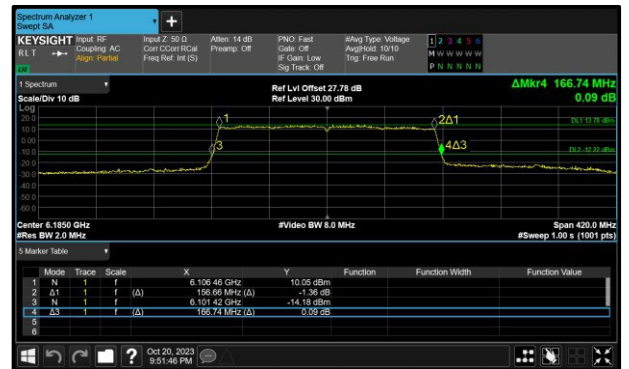 Spectrum Analyzer 1
Swept SA
+
KEYSIGHT Input: RF Input Z: 50 Ω Atten: 14 dB PNO: Fast #Avg Type: Voltage 1 2 3 4 5 6
RLT Coupling: AC Corr CCorr RCal Preamp: Off Gate: Off Avg|Hold: 10/10 M W W W W W
Align: Partial Freq Ref: Int (S) IF Gain: Low Trig: Free Run
Sig Track: Off P N N N N N
1 Spectrum Ref Lvl Offset 27.78 dB ΔMkr4 166.74 MHz
Scale/Div 10 dB Ref Level 30.00 dBm 0.09 dB
Log
20.0 1 2Δ1 DL1 13.78 dBm
10.0
0.00
-10.0 3 4Δ3 DL2 -12.22 dBm
-20.0
-30.0
-40.0
-50.0
-60.0
Center 6.1850 GHz #Video BW 8.0 MHz Span 420.0 MHz
#Res BW 2.0 MHz #Sweep 1.00 s (1001 pts)
5 Marker Table
Mode Trace Scale X Y Function Function Width Function Value
1 N 1 f 6.106 46 GHz 10.05 dBm
2 Δ1 1 f (Δ) 156.66 MHz (Δ) -1.36 dB
3 N 1 f 6.101 42 GHz -14.18 dBm
4 Δ3 1 f (Δ) 166.74 MHz (Δ) 0.09 dB
5
6
? Oct 20, 2023
9:51:46 PM